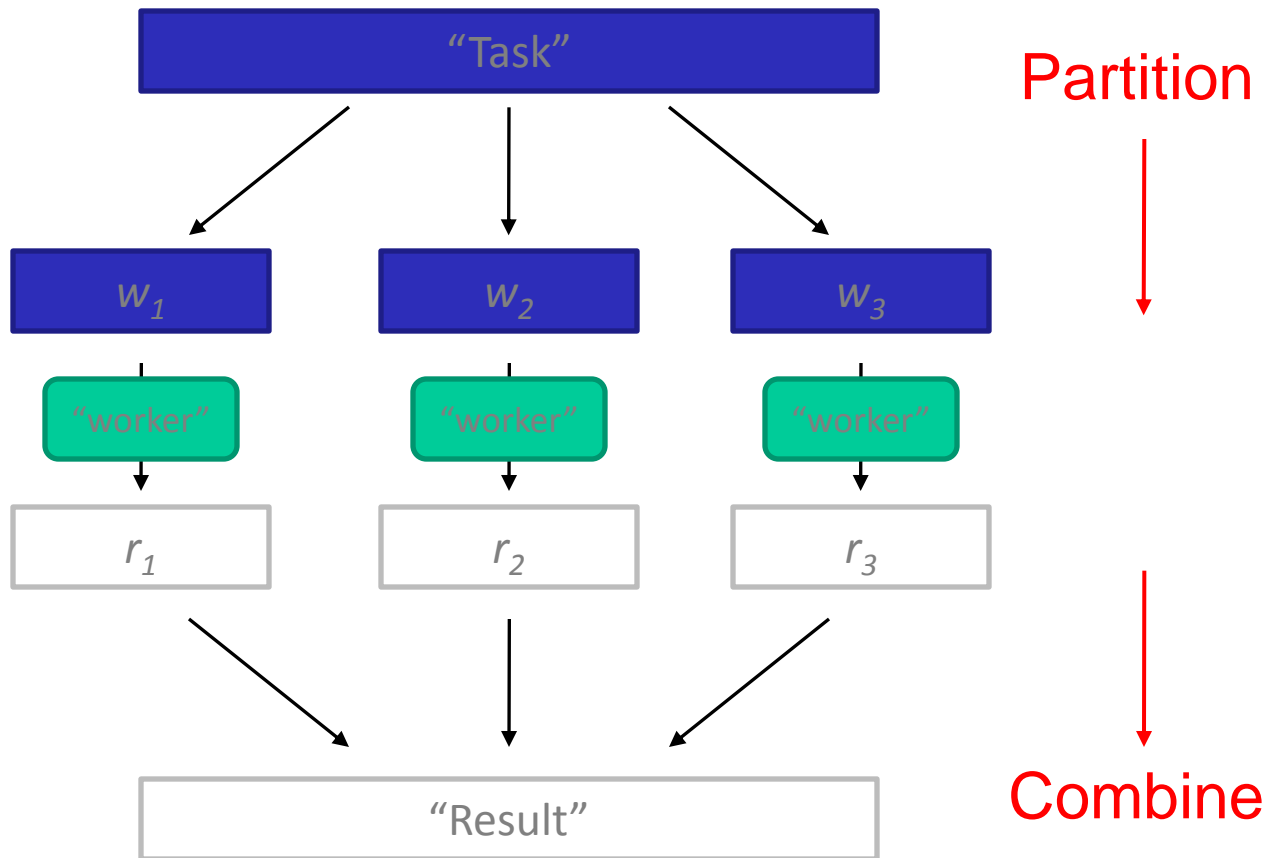 “Task”
Partition
w1
w2
w3
“worker”
“worker”
“worker”
r1
r2
r3
“Result”
Combine